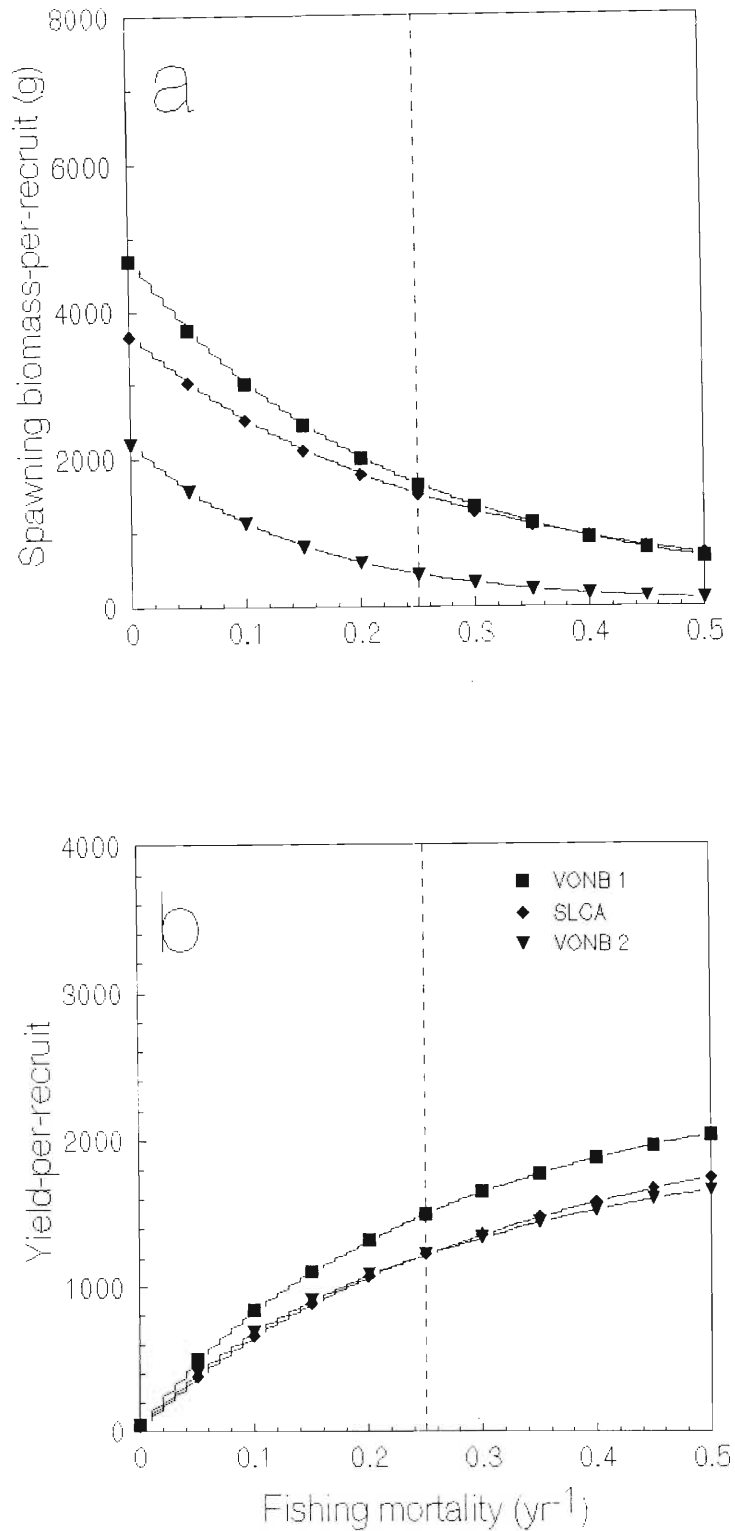 a
Spawning biomass-per-recruit (g)
8000
6000
4000
2000
0
0 0.1 0.2 0.3 0.4 0.5
b
VONB 1
SLCA
VONB 2
Yield-per-recruit
4000
3000
2000
1000
0
0 0.1 0.2 0.3 0.4 0.5
Fishing mortality (yr⁻¹)